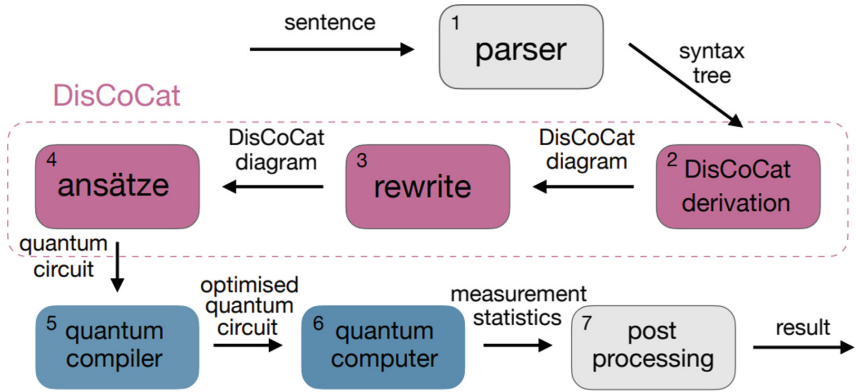 sentence
1
parser
syntax
tree
DisCoCat
2 DisCoCat
derivation
DisCoCat
diagram
3
rewrite
DisCoCat
diagram
4
ansätze
quantum
circuit
5 quantum
compiler
optimised
quantum
circuit
6 quantum
computer
measurement
statistics
7 post
processing
result